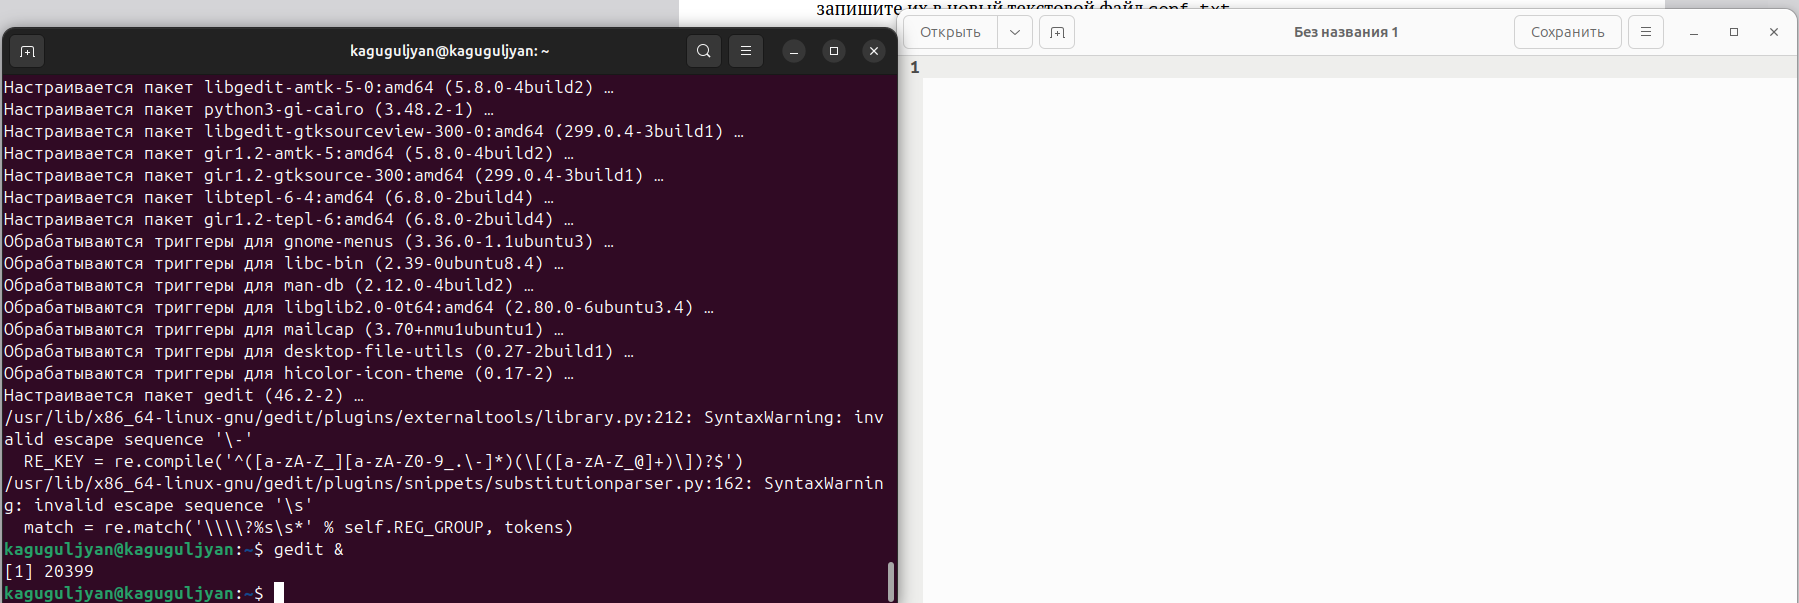 запишите их в новый текстовой файл conf.txt
kaguguljyan@kaguguljyan: ~
Настраивается пакет libgedit-amtk-5-0:amd64 (5.8.0-4build2) …
Настраивается пакет python3-gi-cairo (3.48.2-1) …
Настраивается пакет libgedit-gtksourceview-300-0:amd64 (299.0.4-3build1) …
Настраивается пакет gir1.2-amtk-5:amd64 (5.8.0-4build2) …
Настраивается пакет gir1.2-gtksource-300:amd64 (299.0.4-3build1) …
Настраивается пакет libtepl-6-4:amd64 (6.8.0-2build4) …
Настраивается пакет gir1.2-tepl-6:amd64 (6.8.0-2build4) …
Обрабатываются триггеры для gnome-menus (3.36.0-1.1ubuntu3) …
Обрабатываются триггеры для libc-bin (2.39-0ubuntu8.4) …
Обрабатываются триггеры для man-db (2.12.0-4build2) …
Обрабатываются триггеры для libglib2.0-0t64:amd64 (2.80.0-6ubuntu3.4) …
Обрабатываются триггеры для mailcap (3.70+nmu1ubuntu1) …
Обрабатываются триггеры для desktop-file-utils (0.27-2build1) …
Обрабатываются триггеры для hicolor-icon-theme (0.17-2) …
Настраивается пакет gedit (46.2-2) …
/usr/lib/x86_64-linux-gnu/gedit/plugins/externaltools/library.py:212: SyntaxWarning: inv
alid escape sequence '\-'
  RE_KEY = re.compile('^([a-zA-Z_][a-zA-Z0-9_.\-]*)(\[([a-zA-Z_@]+)\])?$')
/usr/lib/x86_64-linux-gnu/gedit/plugins/snippets/substitutionparser.py:162: SyntaxWarnin
g: invalid escape sequence '\s'
  match = re.match('\\\\?%s\s*' % self.REG_GROUP, tokens)
kaguguljyan@kaguguljyan:~$ gedit &
[1] 20399
kaguguljyan@kaguguljyan:~$
Открыть
Без названия 1
Сохранить
1